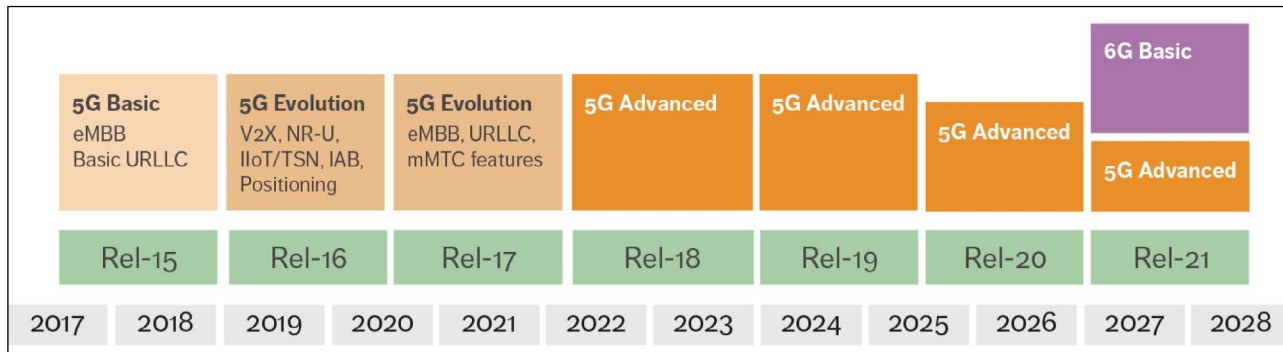 5G Basic
eMBB
Basic URLLC
5G Evolution
V2X, NR-U,
IIoT/TSN, IAB,
Positioning
5G Evolution
eMBB, URLLC,
mMTC features
5G Advanced
5G Advanced
5G Advanced
6G Basic
5G Advanced
Rel-15 Rel-16 Rel-17 Rel-18 Rel-19 Rel-20 Rel-21
2017 2018 2019 2020 2021 2022 2023 2024 2025 2026 2027 2028